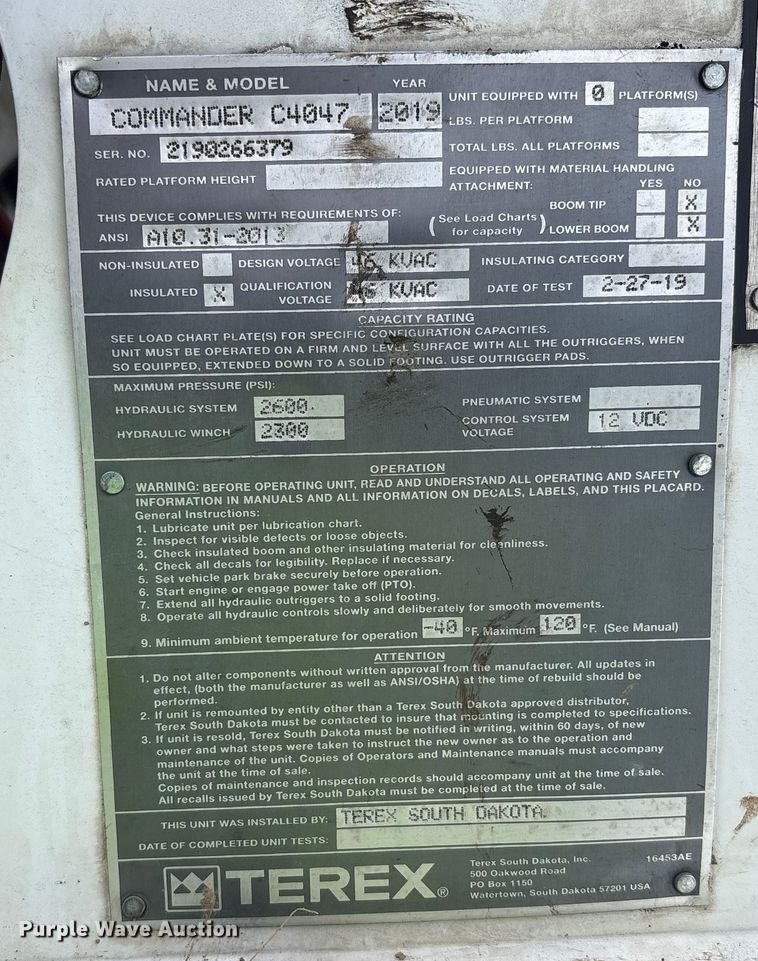 NAME & MODEL YEAR UNIT EQUIPPED WITH 0 PLATFORM(S)
COMMANDER C4047 2019 LBS. PER PLATFORM
SER. NO. 2190266379 TOTAL LBS. ALL PLATFORMS
RATED PLATFORM HEIGHT EQUIPPED WITH MATERIAL HANDLING
ATTACHMENT: YES NO
BOOM TIP X
THIS DEVICE COMPLIES WITH REQUIREMENTS OF: (See Load Charts for capacity) LOWER BOOM X
ANSI A10.31-2013
NON-INSULATED DESIGN VOLTAGE 46 KVAC INSULATING CATEGORY
INSULATED X QUALIFICATION VOLTAGE 46 KVAC DATE OF TEST 2-27-19
CAPACITY RATING
SEE LOAD CHART PLATE(S) FOR SPECIFIC CONFIGURATION CAPACITIES.
UNIT MUST BE OPERATED ON A FIRM AND LEVEL SURFACE WITH ALL THE OUTRIGGERS, WHEN
SO EQUIPPED, EXTENDED DOWN TO A SOLID FOOTING. USE OUTRIGGER PADS.
MAXIMUM PRESSURE (PSI):
HYDRAULIC SYSTEM 2600 PNEUMATIC SYSTEM
HYDRAULIC WINCH 2300 CONTROL SYSTEM VOLTAGE 12 VDC
OPERATION
WARNING: BEFORE OPERATING UNIT, READ AND UNDERSTAND ALL OPERATING AND SAFETY
INFORMATION IN MANUALS AND ALL INFORMATION ON DECALS, LABELS, AND THIS PLACARD.
General Instructions:
1. Lubricate unit per lubrication chart.
2. Inspect for visible defects or loose objects.
3. Check insulated boom and other insulating material for cleanliness.
4. Check all decals for legibility. Replace if necessary.
5. Set vehicle park brake securely before operation.
6. Start engine or engage power take off (PTO).
7. Extend all hydraulic outriggers to a solid footing.
8. Operate all hydraulic controls slowly and deliberately for smooth movements.
9. Minimum ambient temperature for operation -40 °F. Maximum 120 °F. (See Manual)
ATTENTION
1. Do not alter components without written approval from the manufacturer. All updates in
effect, (both the manufacturer as well as ANSI/OSHA) at the time of rebuild should be
performed.
2. If unit is remounted by entity other than a Terex South Dakota approved distributor,
Terex South Dakota must be contacted to insure that mounting is completed to specifications.
3. If unit is resold, Terex South Dakota must be notified in writing, within 60 days, of new
owner and what steps were taken to instruct the new owner as to the operation and
maintenance of the unit. Copies of Operators and Maintenance manuals must accompany
the unit at the time of sale.
Copies of maintenance and inspection records should accompany unit at the time of sale.
All recalls issued by Terex South Dakota must be completed at the time of sale.
THIS UNIT WAS INSTALLED BY: TEREX SOUTH DAKOTA
DATE OF COMPLETED UNIT TESTS:
TEREX®
Terex South Dakota, Inc. 16453AE
500 Oakwood Road
PO Box 1150
Watertown, South Dakota 57201 USA
Purple Wave Auction